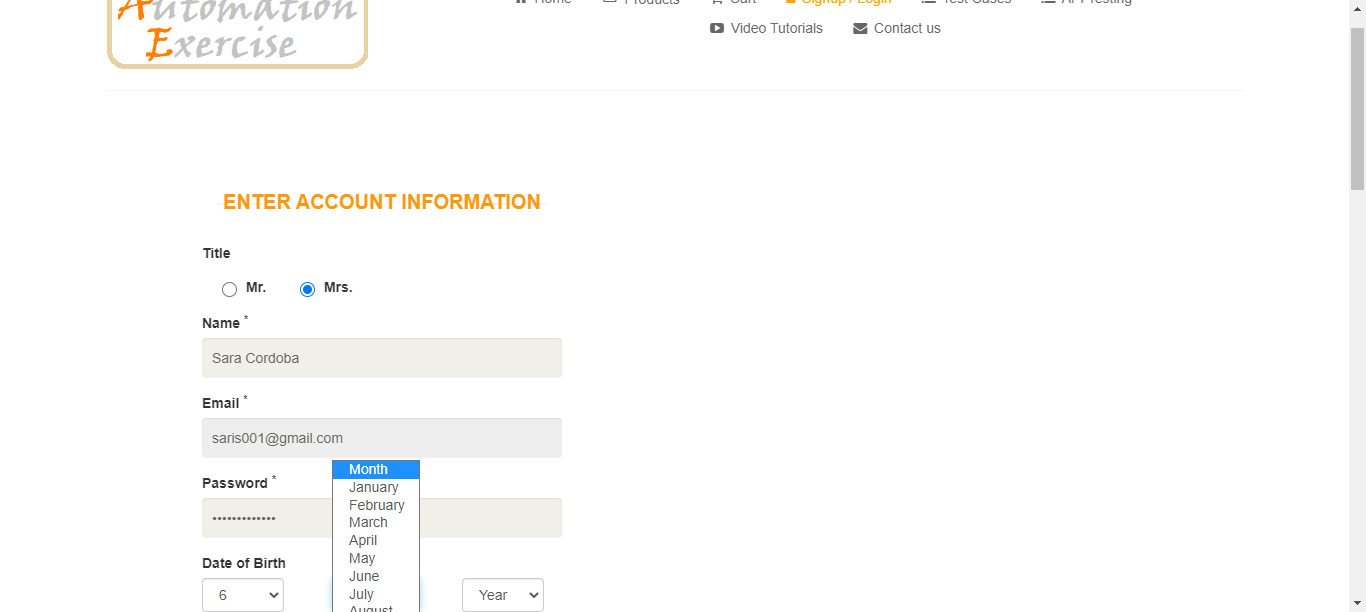 Automation
Exercise
Home Products Cart Signup / Login Test Cases API Testing
Video Tutorials Contact us
ENTER ACCOUNT INFORMATION
Title
Mr. Mrs.
Name *
Sara Cordoba
Email *
saris001@gmail.com
Month
Password *
January
February
March
•••••••••••••
April
May
Date of Birth
June
6 July Year
August